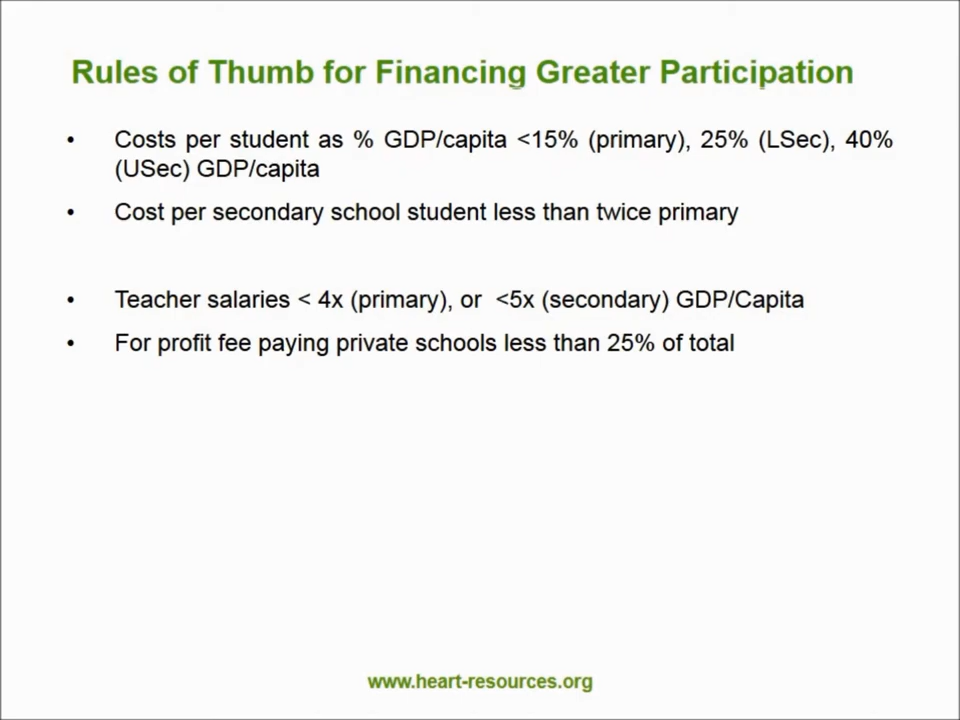 Rules of Thumb for Financing Greater Participation
• Costs per student as % GDP/capita <15% (primary), 25% (LSec), 40%
(USec) GDP/capita
• Cost per secondary school student less than twice primary
• Teacher salaries < 4x (primary), or <5x (secondary) GDP/Capita
• For profit fee paying private schools less than 25% of total
www.heart-resources.org